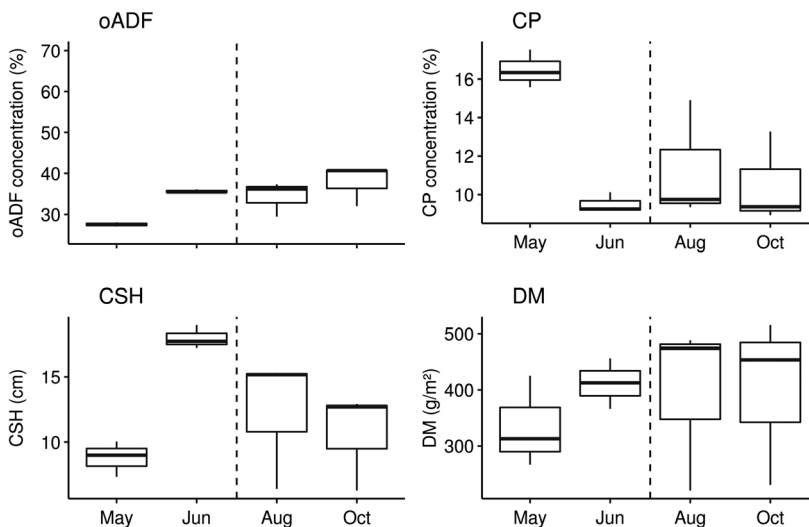 oADF
oADF concentration (%)
70
60
50
40
30
CP
CP concentration (%)
16
14
12
10
May Jun Aug Oct
CSH
CSH (cm)
15
10
May Jun Aug Oct
DM
DM (g/m²)
500
400
300
May Jun Aug Oct